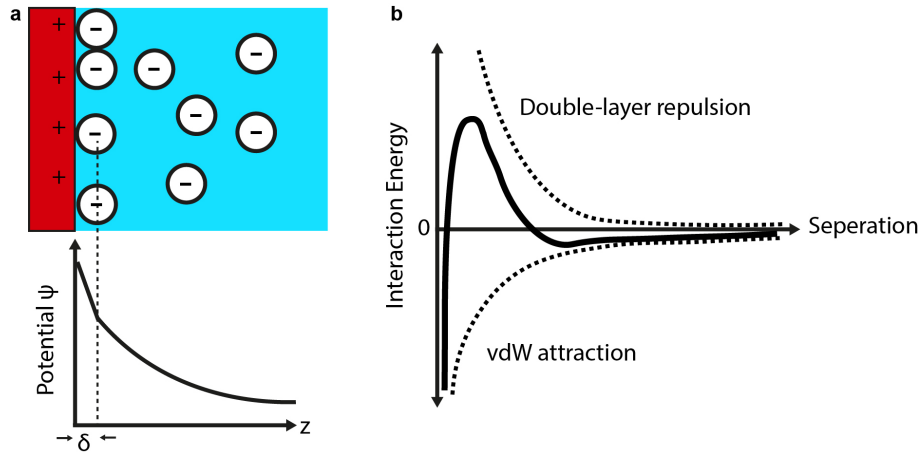 a
+
+
+
+
-
-
-
-
-
-
-
-
-
Potential ψ
z
δ
b
Interaction Energy
0
Double-layer repulsion
Seperation
vdW attraction